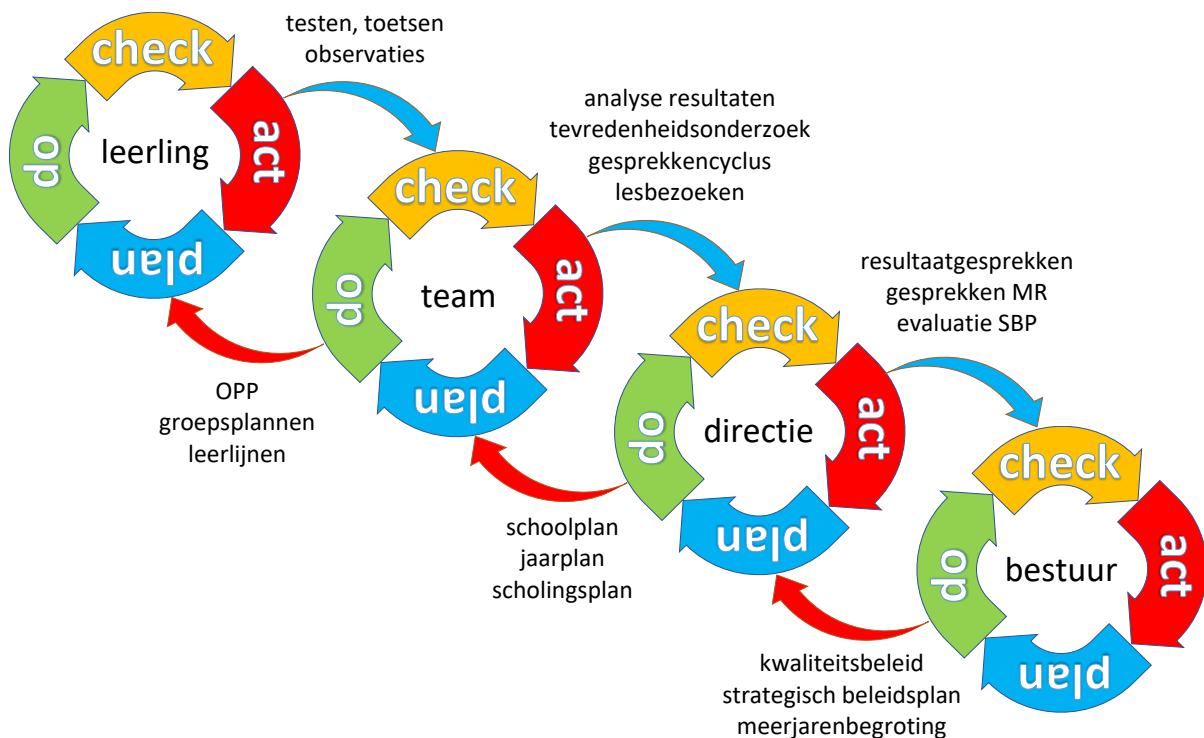 check
act
plan
do
leerling
testen, toetsen
observaties
check
act
plan
do
team
OPP
groepsplannen
leerlijnen
analyse resultaten
tevredenheidsonderzoek
gesprekkencyclus
lesbezoeken
check
act
plan
do
directie
schoolplan
jaarplan
scholingsplan
resultaatgesprekken
gesprekken MR
evaluatie SBP
check
act
plan
do
bestuur
kwaliteitsbeleid
strategisch beleidsplan
meerjarenbegroting